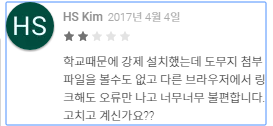 HS
HS Kim 2017년 4월 4일
학교때문에 강제 설치했는데 도무지 첨부
파일을 볼수도 없고 다른 브라우저에서 링
크해도 오류만 나고 너무너무 불편합니다.
고치고 계신가요??